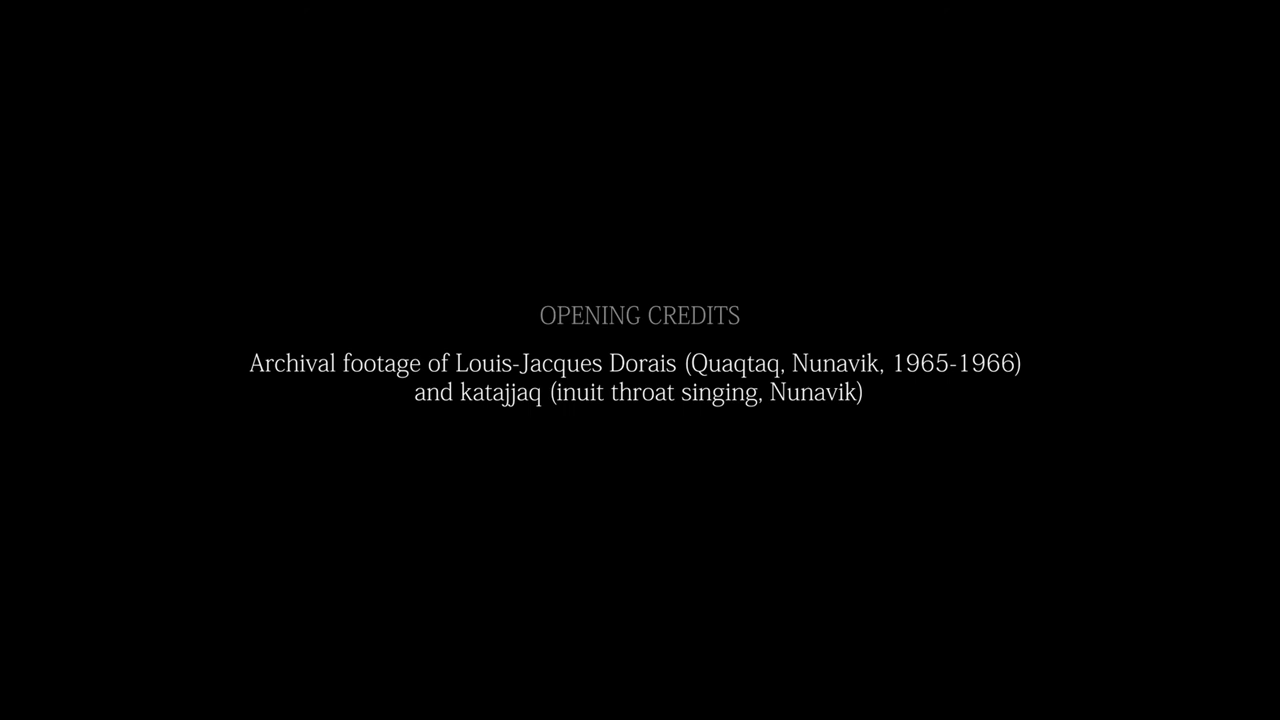 OPENING CREDITS
Archival footage of Louis-Jacques Dorais (Quaqtaq, Nunavik, 1965-1966)
and katajjaq (inuit throat singing, Nunavik)